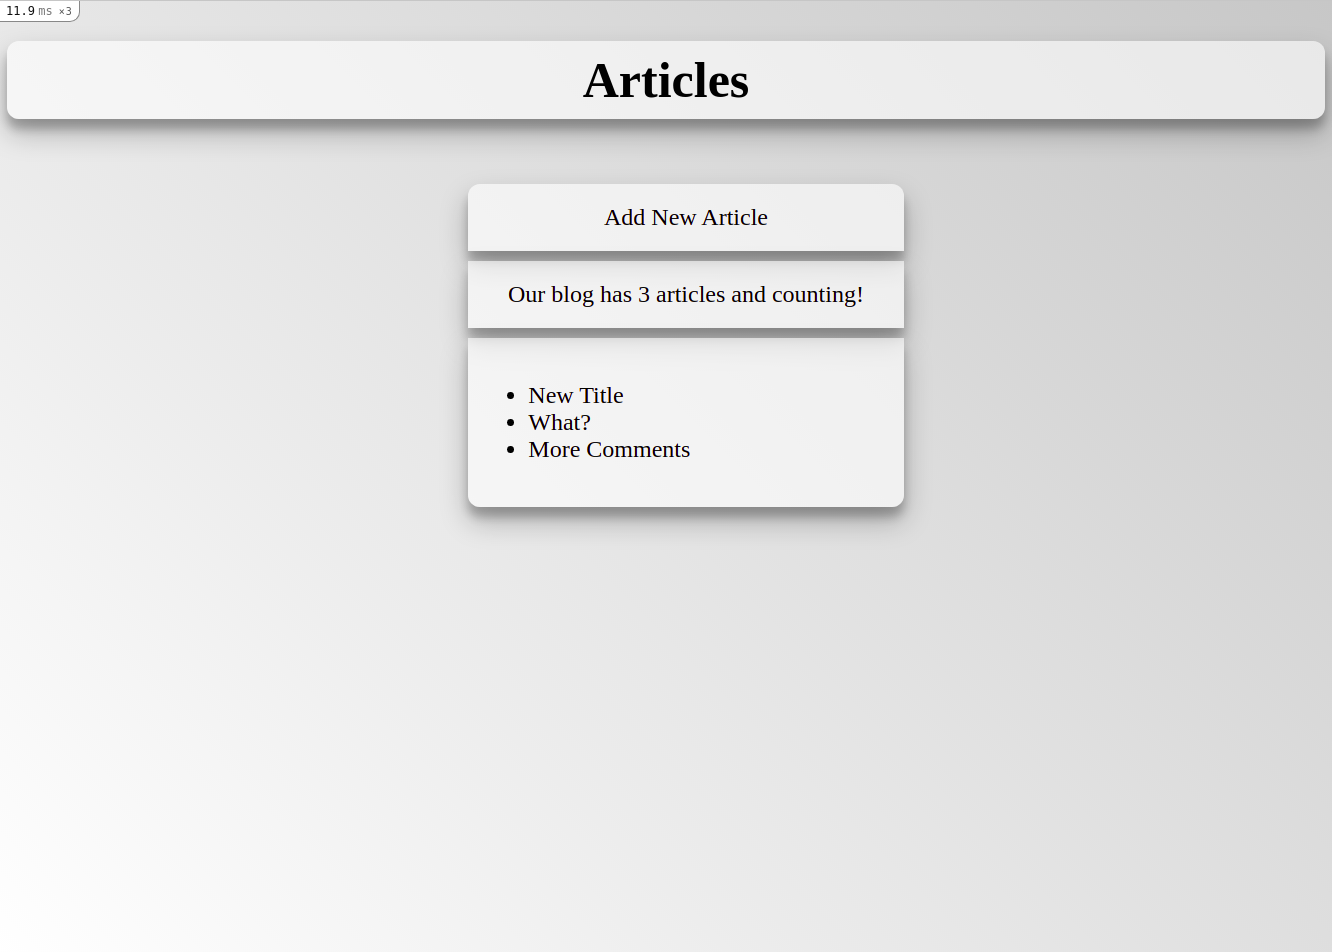 11.9 ms ×3
Articles
Add New Article
Our blog has 3 articles and counting!
New Title
What?
More Comments